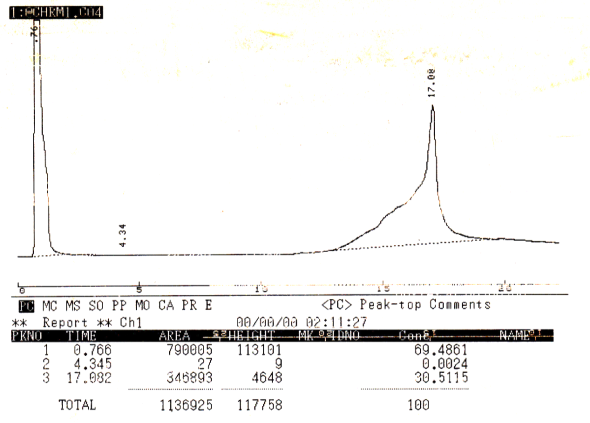 1:@CHRM1.C04
.76
17.08
4.34
0 5 10 15 20
PC MC MS SO PP MO CA PR E <PC> Peak-top Comments
** Report ** Ch1 00/00/00 02:11:27
PKNO TIME AREA HEIGHT MK IDNO Conc NAME
1 0.766 790005 113101 69.4861
2 4.345 27 9 0.0024
3 17.082 346893 4648 30.5115
TOTAL 1136925 117758 100